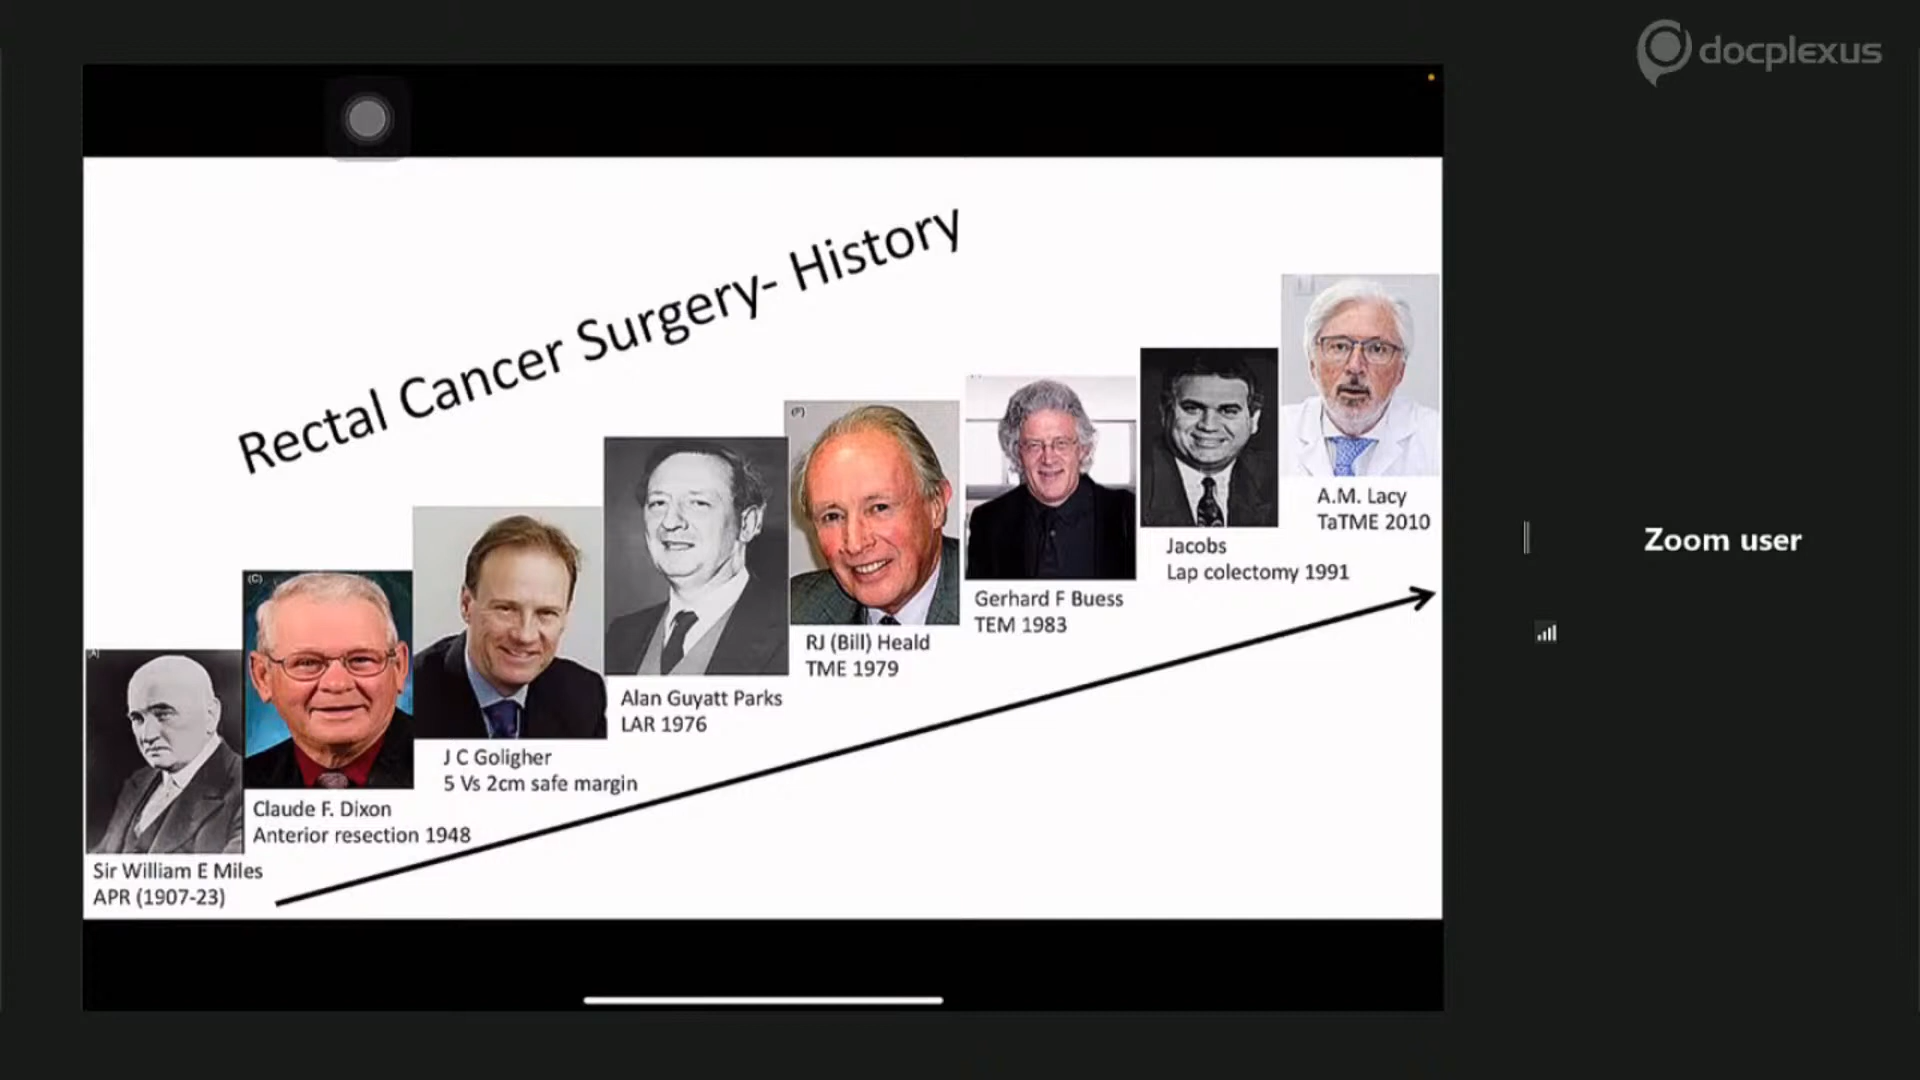 docplexus
Rectal Cancer Surgery- History
A.M. Lacy
TaTME 2010
Jacobs
Lap colectomy 1991
Gerhard F Buess
TEM 1983
RJ (Bill) Heald
TME 1979
Alan Guyatt Parks
LAR 1976
J C Goligher
5 Vs 2cm safe margin
Claude F. Dixon
Anterior resection 1948
Sir William E Miles
APR (1907-23)
(C)
(F)
Zoom user